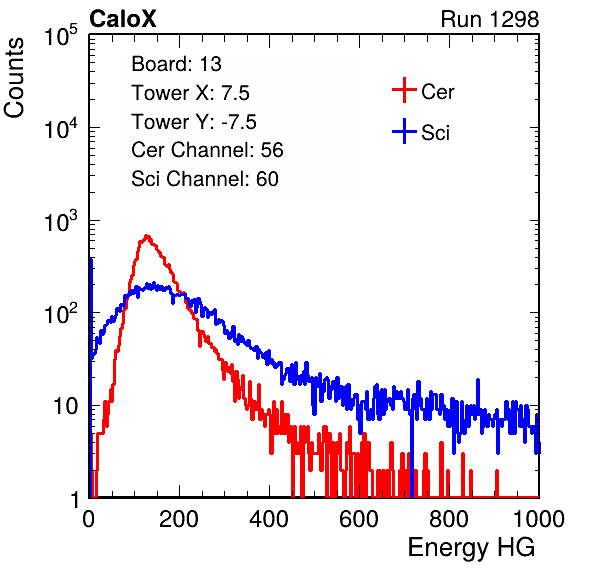 CaloX Run 1298
Counts
Board: 13
Tower X: 7.5
Tower Y: -7.5
Cer Channel: 56
Sci Channel: 60
Cer
Sci
10^5
10^4
10^3
10^2
10
1
0 200 400 600 800 1000
Energy HG